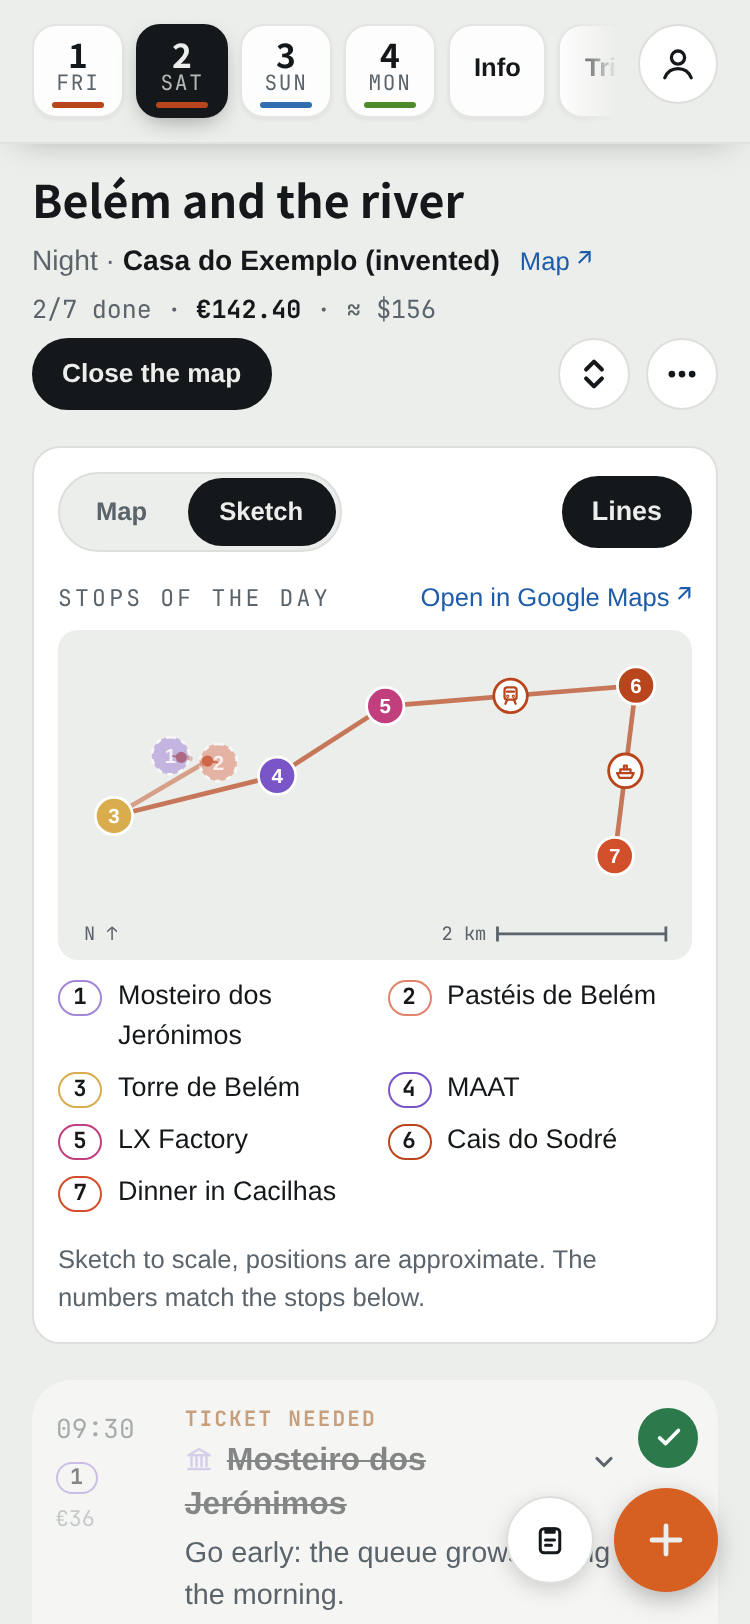 1
FRI
2
SAT
3
SUN
4
MON
Info
Belém and the river
Night · Casa do Exemplo (invented) Map ↗
2/7 done · €142.40 · ≈ $156
Close the map
Map
Sketch
Lines
STOPS OF THE DAY
Open in Google Maps ↗
1
2
3
4
5
6
7
N ↑
2 km
1 Mosteiro dos
Jerónimos
2 Pastéis de Belém
3 Torre de Belém
4 MAAT
5 LX Factory
6 Cais do Sodré
7 Dinner in Cacilhas
Sketch to scale, positions are approximate. The
numbers match the stops below.
09:30
1
€36
TICKET NEEDED
Mosteiro dos
Jerónimos
Go early: the queue grows
the morning.